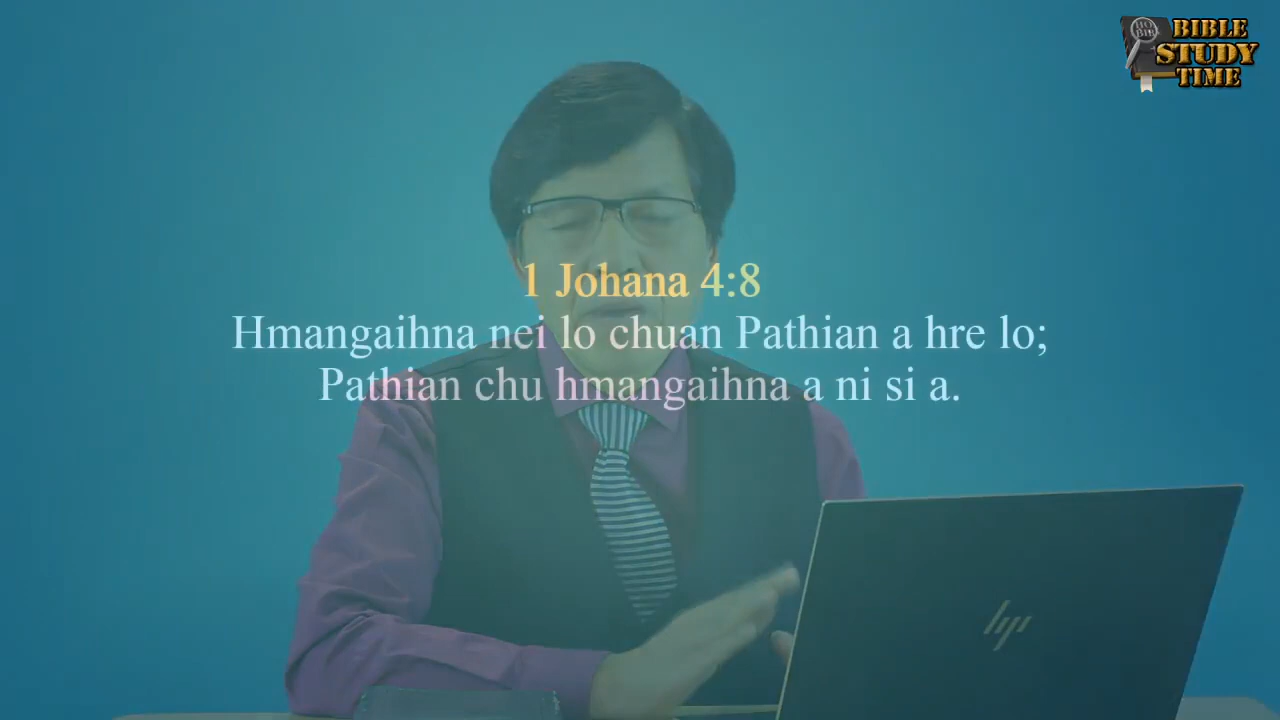 BIBLE
STUDY
TIME
1 Johana 4:8
Hmangaihna nei lo chuan Pathian a hre lo;
Pathian chu hmangaihna a ni si a.
hp